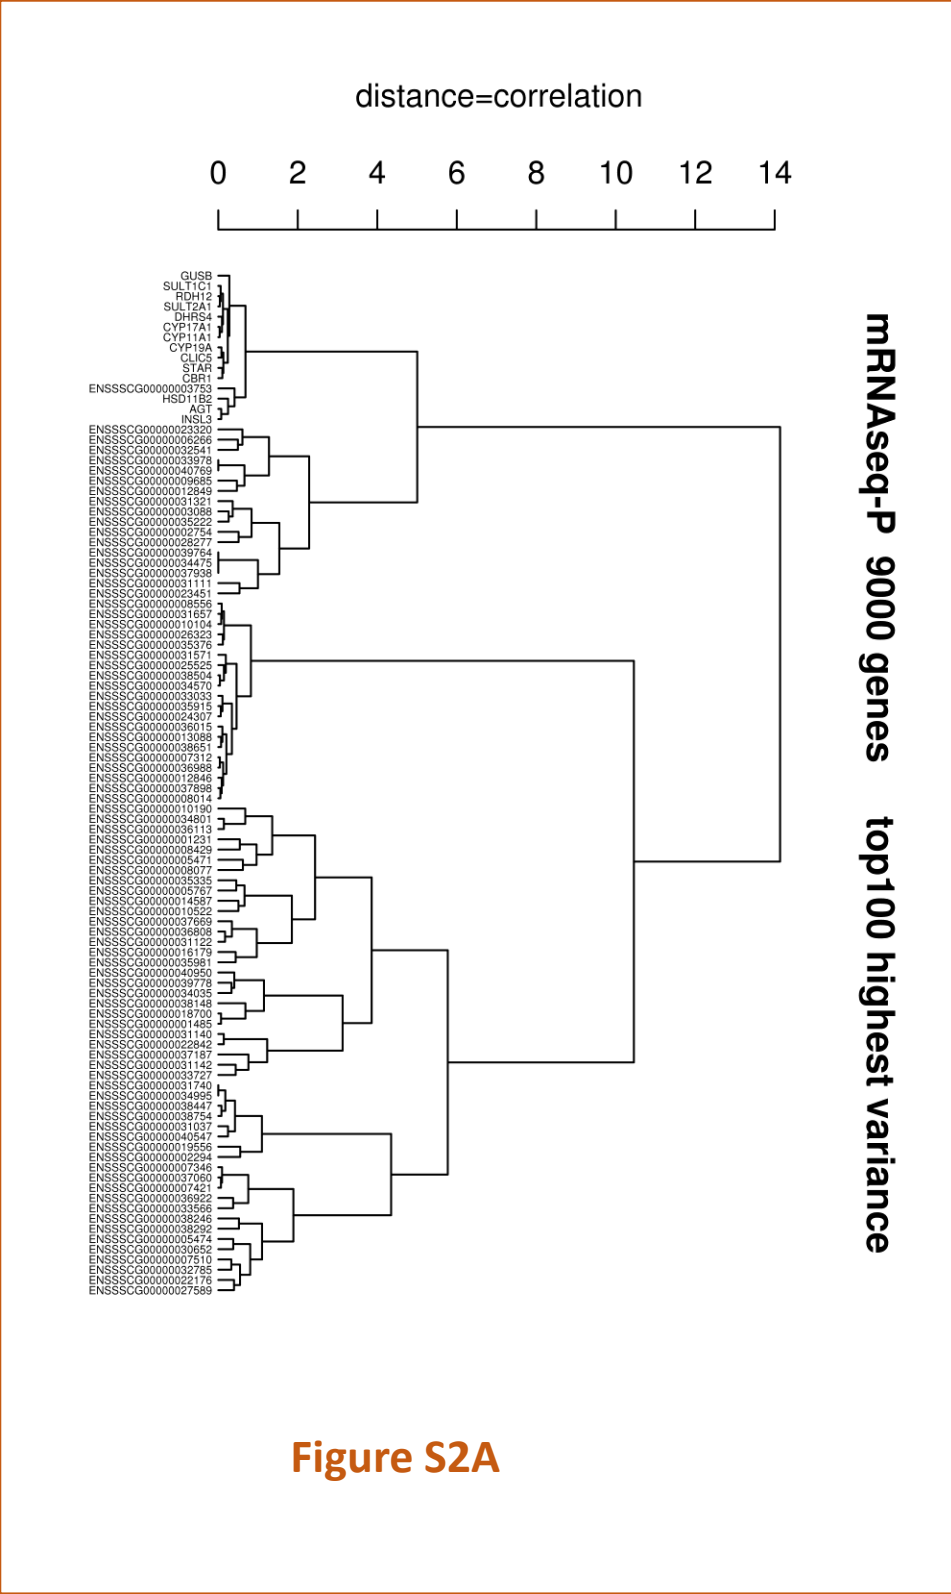 distance=correlation
0 2 4 6 8 10 12 14
mRNAseq-P 9000 genes top100 highest variance
GUSB
SULT1C1
RDH12
SULT2A1
DHRS4
CYP17A1
CYP11A1
CYP19A
CLIC5
STAR
CBR1
ENSSSCG00000003753
HSD11B2
AGT
INSL3
ENSSSCG00000023320
ENSSSCG00000006266
ENSSSCG00000032541
ENSSSCG00000033978
ENSSSCG00000040769
ENSSSCG00000009685
ENSSSCG00000012849
ENSSSCG00000031321
ENSSSCG00000003088
ENSSSCG00000035222
ENSSSCG00000002754
ENSSSCG00000028277
ENSSSCG00000039764
ENSSSCG00000034475
ENSSSCG00000037938
ENSSSCG00000031111
ENSSSCG00000023451
ENSSSCG00000008556
ENSSSCG00000031657
ENSSSCG00000010104
ENSSSCG00000026323
ENSSSCG00000035376
ENSSSCG00000031571
ENSSSCG00000025525
ENSSSCG00000038504
ENSSSCG00000034570
ENSSSCG00000033033
ENSSSCG00000035915
ENSSSCG00000024307
ENSSSCG00000036015
ENSSSCG00000013088
ENSSSCG00000038651
ENSSSCG00000007312
ENSSSCG00000036988
ENSSSCG00000012846
ENSSSCG00000037898
ENSSSCG00000008014
ENSSSCG00000010190
ENSSSCG00000034801
ENSSSCG00000036113
ENSSSCG00000001231
ENSSSCG00000008429
ENSSSCG00000005471
ENSSSCG00000008077
ENSSSCG00000035335
ENSSSCG00000005767
ENSSSCG00000014587
ENSSSCG00000010522
ENSSSCG00000037669
ENSSSCG00000036808
ENSSSCG00000031122
ENSSSCG00000016179
ENSSSCG00000035981
ENSSSCG00000040950
ENSSSCG00000039778
ENSSSCG00000034035
ENSSSCG00000038148
ENSSSCG00000018700
ENSSSCG00000001485
ENSSSCG00000031140
ENSSSCG00000022842
ENSSSCG00000037187
ENSSSCG00000031142
ENSSSCG00000033727
ENSSSCG00000031740
ENSSSCG00000034995
ENSSSCG00000038447
ENSSSCG00000038754
ENSSSCG00000031037
ENSSSCG00000040547
ENSSSCG00000019556
ENSSSCG00000002294
ENSSSCG00000007346
ENSSSCG00000037060
ENSSSCG00000007421
ENSSSCG00000036922
ENSSSCG00000033566
ENSSSCG00000038246
ENSSSCG00000038292
ENSSSCG00000005474
ENSSSCG00000030652
ENSSSCG00000007510
ENSSSCG00000032785
ENSSSCG00000022176
ENSSSCG00000027589
Figure S2A